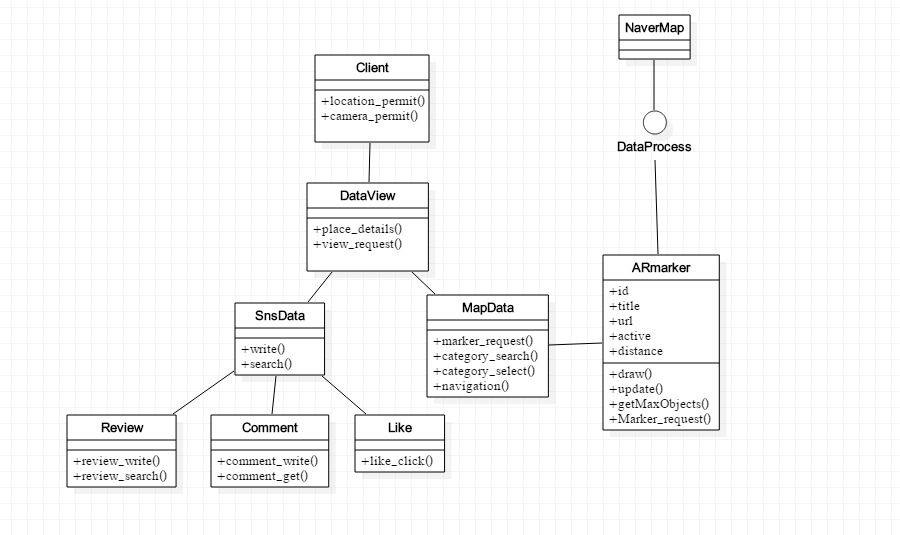 NaverMap
Client
+location_permit()
+camera_permit()
DataProcess
DataView
+place_details()
+view_request()
ARmarker
+id
+title
+url
+active
+distance
+draw()
+update()
+getMaxObjects()
+Marker_request()
SnsData
+write()
+search()
MapData
+marker_request()
+category_search()
+category_select()
+navigation()
Review
+review_write()
+review_search()
Comment
+comment_write()
+comment_get()
Like
+like_click()